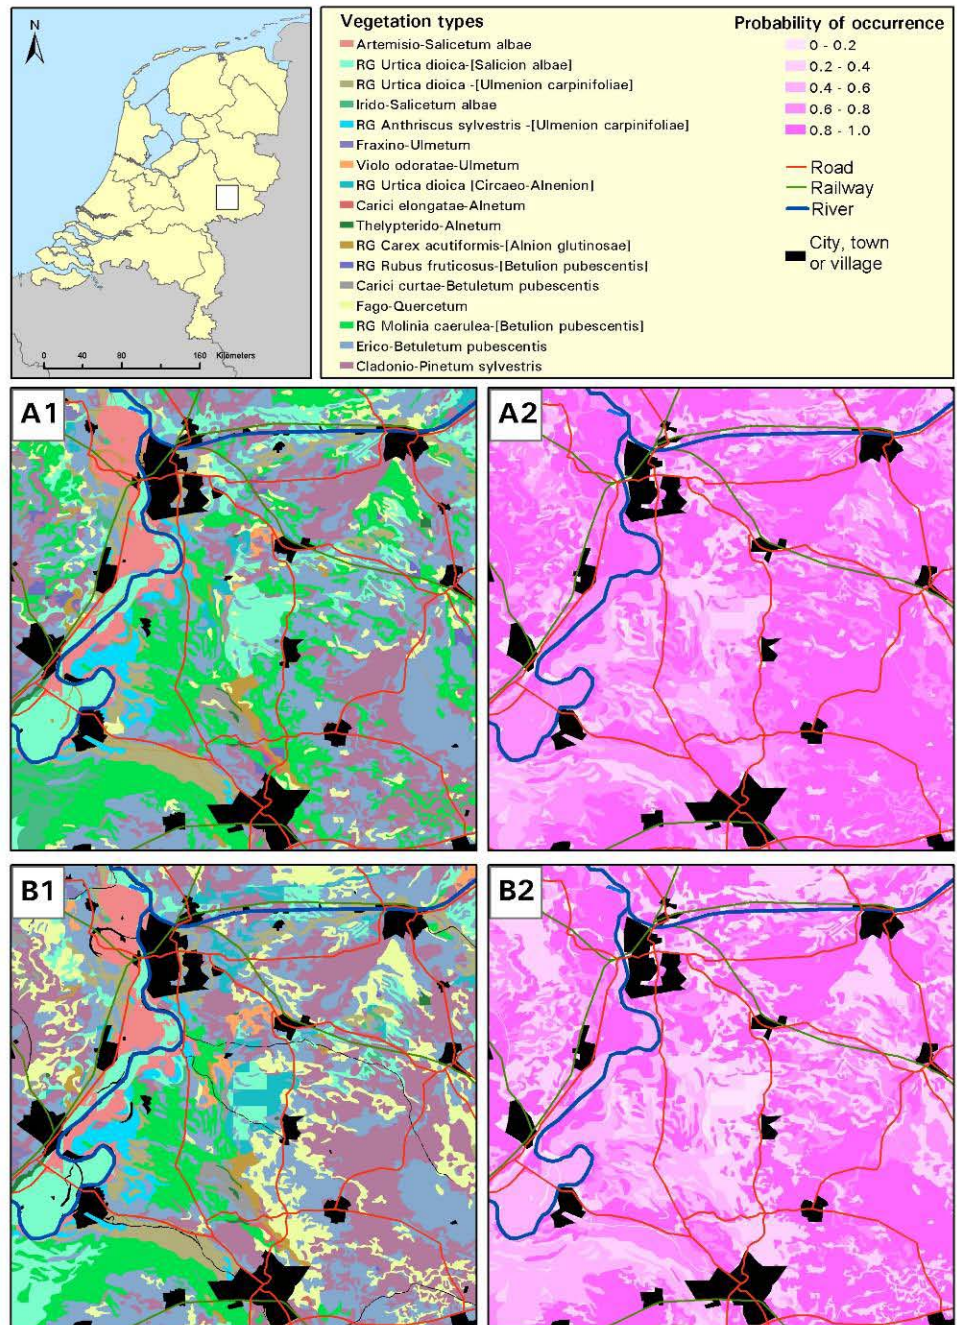 N
0 40 80 160 Kilometers
Vegetation types
Artemisio-Salicetum albae
RG Urtica dioica-[Salicion albae]
RG Urtica dioica -[Ulmenion carpinifoliae]
Irido-Salicetum albae
RG Anthriscus sylvestris -[Ulmenion carpinifoliae]
Fraxino-Ulmetum
Violo odoratae-Ulmetum
RG Urtica dioica [Circaeo-Alnenion]
Carici elongatae-Alnetum
Thelypterido-Alnetum
RG Carex acutiformis-[Alnion glutinosae]
RG Rubus fruticosus-[Betulion pubescentis]
Carici curtae-Betuletum pubescentis
Fago-Quercetum
RG Molinia caerulea-[Betulion pubescentis]
Erico-Betuletum pubescentis
Cladonio-Pinetum sylvestris
Probability of occurrence
0 - 0.2
0.2 - 0.4
0.4 - 0.6
0.6 - 0.8
0.8 - 1.0
Road
Railway
River
City, town
or village
A1
A2
B1
B2